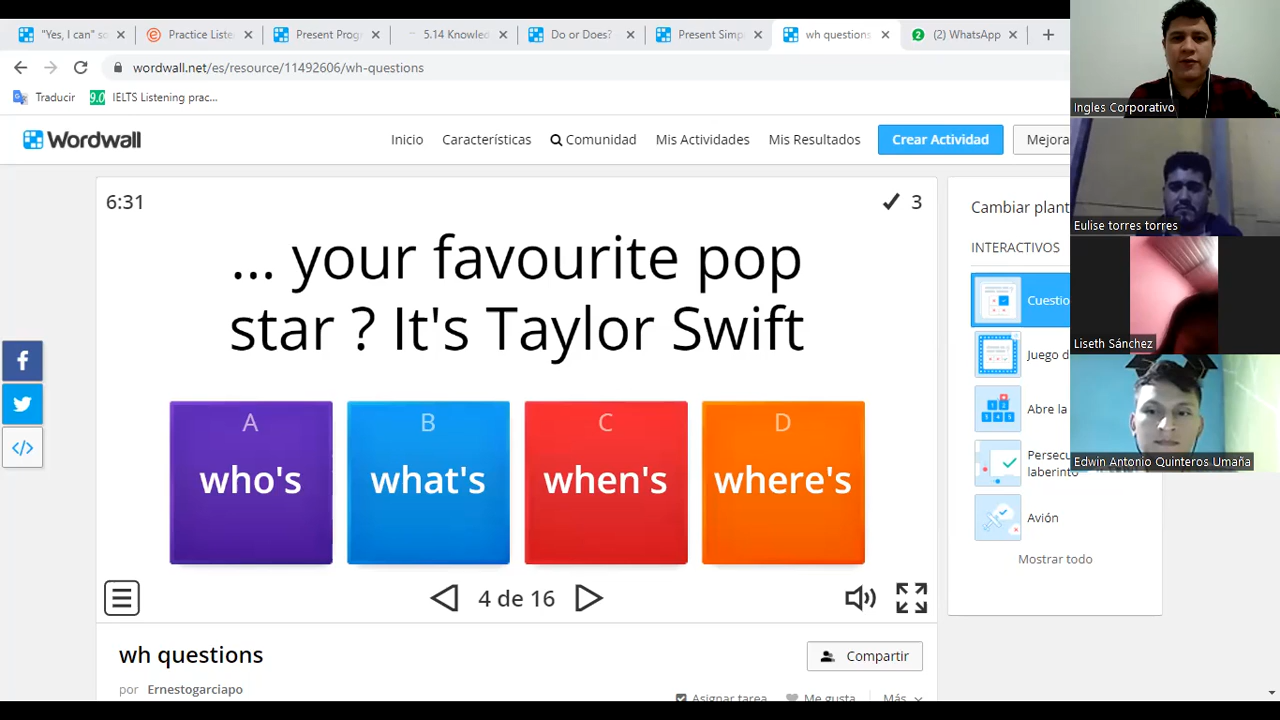 "Yes, I can" so
Practice Liste
Present Prog
5.14 Knowled
Do or Does?
Present Simp
wh questions
(2) WhatsApp
wordwall.net/es/resource/11492606/wh-questions
Traducir
9.0 IELTS Listening prac...
Wordwall
Inicio
Características
Comunidad
Mis Actividades
Mis Resultados
Crear Actividad
Mejora
6:31
3
... your favourite pop
star ? It's Taylor Swift
A
B
C
D
who's
what's
when's
where's
4 de 16
wh questions
por Ernestogarciapo
Compartir
Asignar tarea
Me gusta
Más
Cambiar plant
INTERACTIVOS
Cuestio
Juego d
Abre la
Persecu
laberinto
Avión
Mostrar todo
Ingles Corporativo
Eulise torres torres
Liseth Sánchez
Edwin Antonio Quinteros Umaña